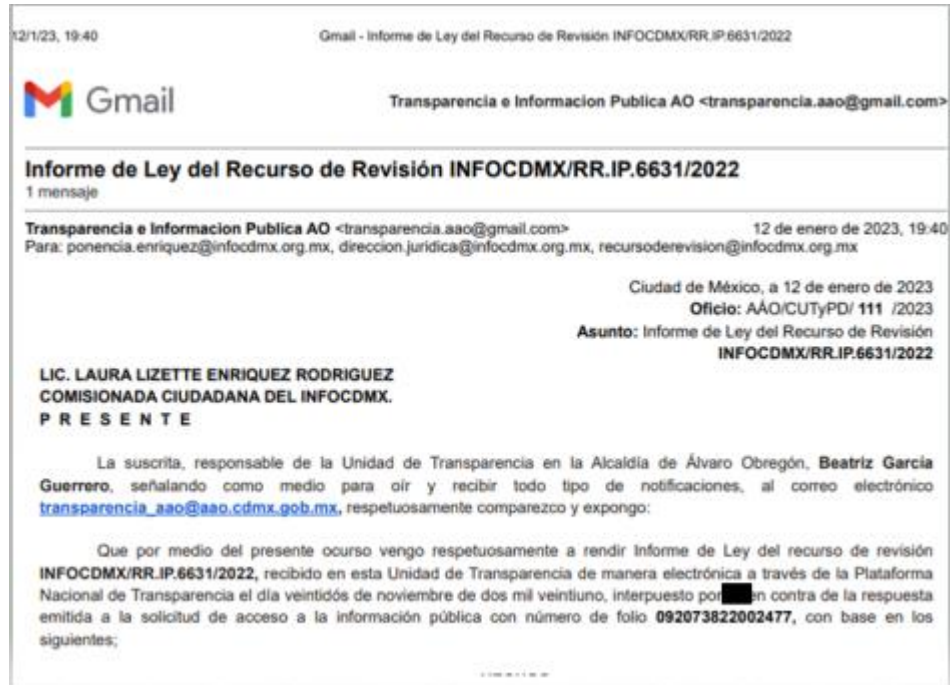 12/1/23, 19:40 Gmail - Informe de Ley del Recurso de Revisión INFOCDMX/RR.IP.6631/2022
Gmail
Transparencia e Informacion Publica AO <transparencia.aao@gmail.com>
Informe de Ley del Recurso de Revisión INFOCDMX/RR.IP.6631/2022
1 mensaje
Transparencia e Informacion Publica AO <transparencia.aao@gmail.com> 12 de enero de 2023, 19:40
Para: ponencia.enriquez@infocdmx.org.mx, direccion.juridica@infocdmx.org.mx, recursoderevision@infocdmx.org.mx
Ciudad de México, a 12 de enero de 2023
Oficio: AÁO/CUTyPD/ 111 /2023
Asunto: Informe de Ley del Recurso de Revisión
INFOCDMX/RR.IP.6631/2022
LIC. LAURA LIZETTE ENRIQUEZ RODRIGUEZ
COMISIONADA CIUDADANA DEL INFOCDMX.
P R E S E N T E
La suscrita, responsable de la Unidad de Transparencia en la Alcaldía de Álvaro Obregón, Beatriz García
Guerrero, señalando como medio para oír y recibir todo tipo de notificaciones, al correo electrónico
transparencia_aao@aao.cdmx.gob.mx, respetuosamente comparezco y expongo:
Que por medio del presente ocurso vengo respetuosamente a rendir Informe de Ley del recurso de revisión
INFOCDMX/RR.IP.6631/2022, recibido en esta Unidad de Transparencia de manera electrónica a través de la Plataforma
Nacional de Transparencia el día veintidós de noviembre de dos mil veintiuno, interpuesto por en contra de la respuesta
emitida a la solicitud de acceso a la información pública con número de folio 092073822002477, con base en los
siguientes;